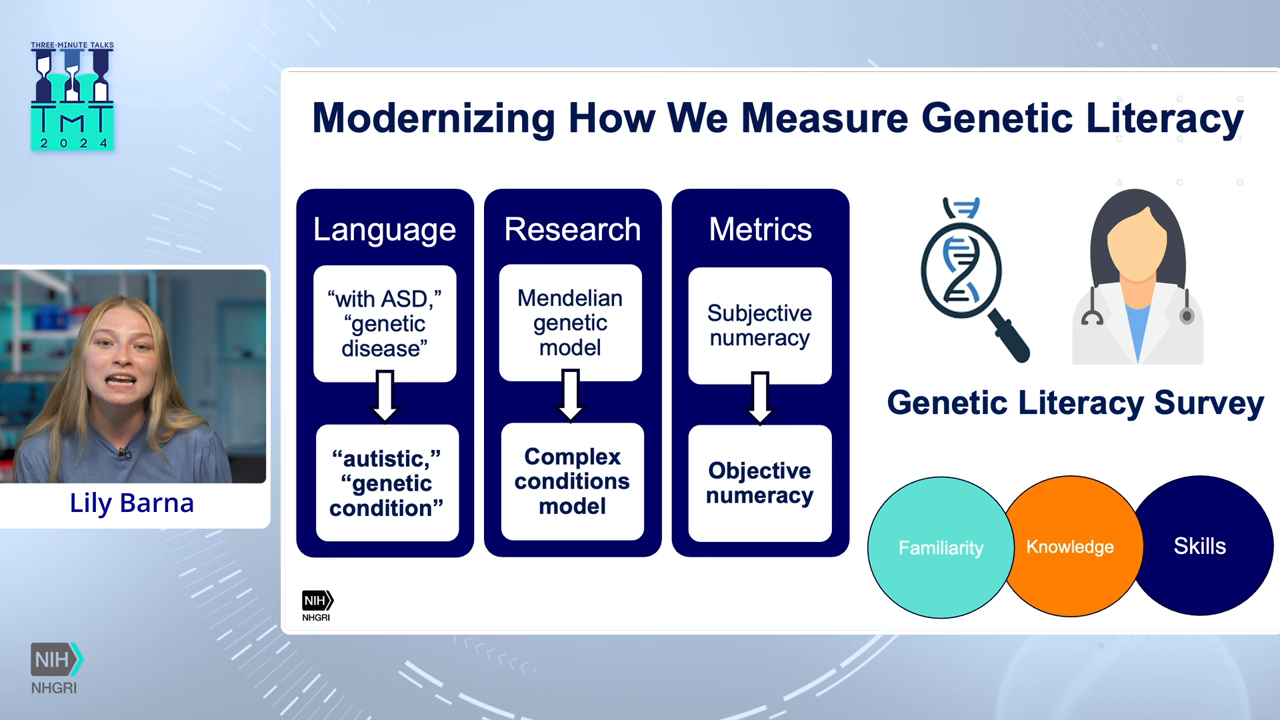 THREE-MINUTE TALKS
TMT
2024
Modernizing How We Measure Genetic Literacy
Language
“with ASD,”
“genetic
disease”
“autistic,”
“genetic
condition”
Research
Mendelian
genetic
model
Complex
conditions
model
Metrics
Subjective
numeracy
Objective
numeracy
Genetic Literacy Survey
Familiarity
Knowledge
Skills
NIH
NHGRI
Lily Barna
NIH
NHGRI